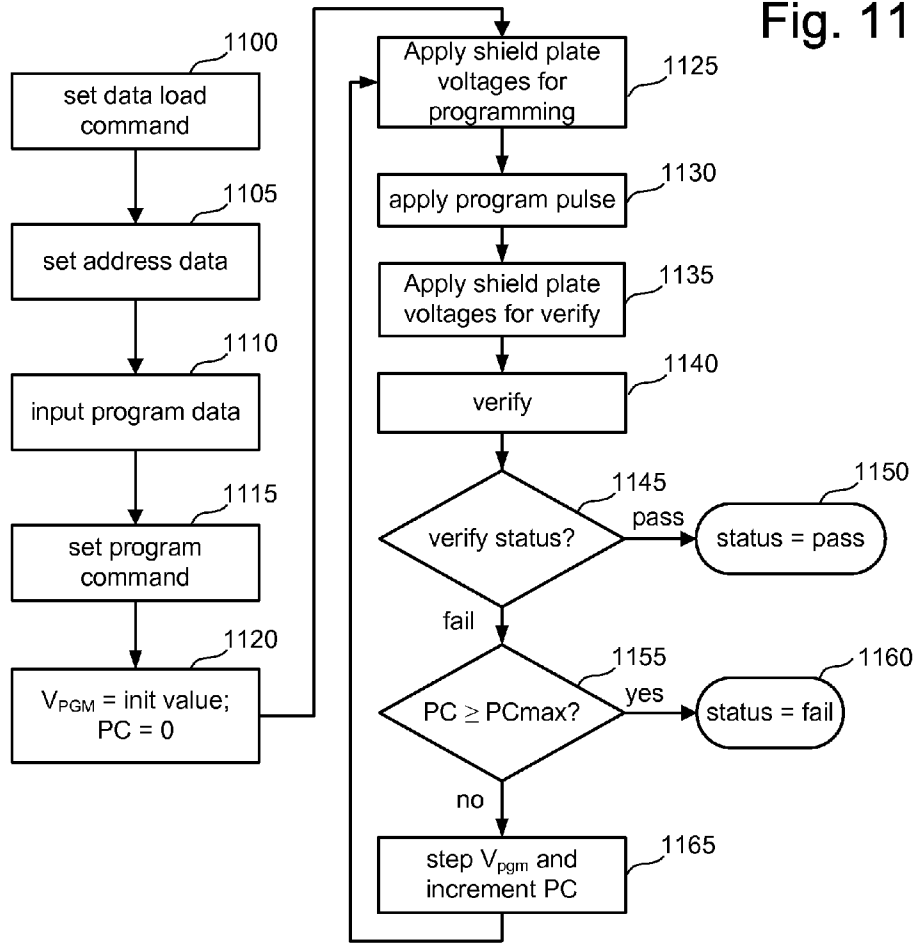 Fig. 11
1100
set data load
command
1105
set address data
1110
input program data
1115
set program
command
1120
V_PGM = init value;
PC = 0
Apply shield plate
voltages for
programming
1125
1130
apply program pulse
Apply shield plate
voltages for verify
1135
1140
verify
1145
verify status?
pass
1150
status = pass
fail
1155
PC ≥ PCmax?
yes
1160
status = fail
no
1165
step V_pgm and
increment PC